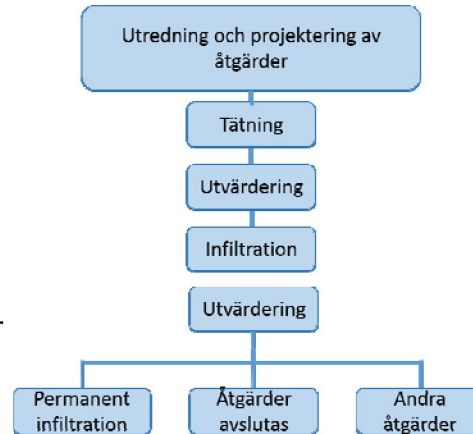 Utredning och projektering av
åtgärder
Tätning
Utvärdering
Infiltration
Utvärdering
Permanent
infiltration
Åtgärder
avslutas
Andra
åtgärder